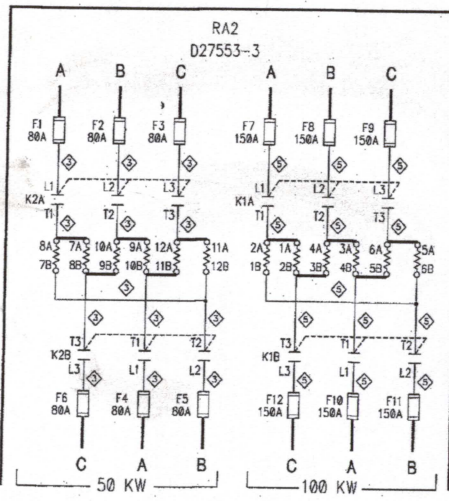 RA2
D27553-3
A B C A B C
F1 80A F2 80A F3 80A F7 150A F8 150A F9 150A
3 3 3 5 5 5
L1 L2 L3 L1 L2 L3
K2A K1A
T1 T2 T3 T1 T2 T3
3 3 3 5 5 5
8A 7A 10A 9A 12A 11A 2A 1A 4A 3A 6A 5A
7B 8B 9B 10B 11B 12B 1B 2B 3B 4B 5B 6B
3 5
3 3 3 5 5 5
T3 T1 T2 T3 T1 T2
K2B K1B
L3 L1 L2 L3 L1 L2
3 3 3 5 5 5
F6 80A F4 80A F5 80A F12 150A F10 150A F11 150A
C A B C A B
50 KW 100 KW